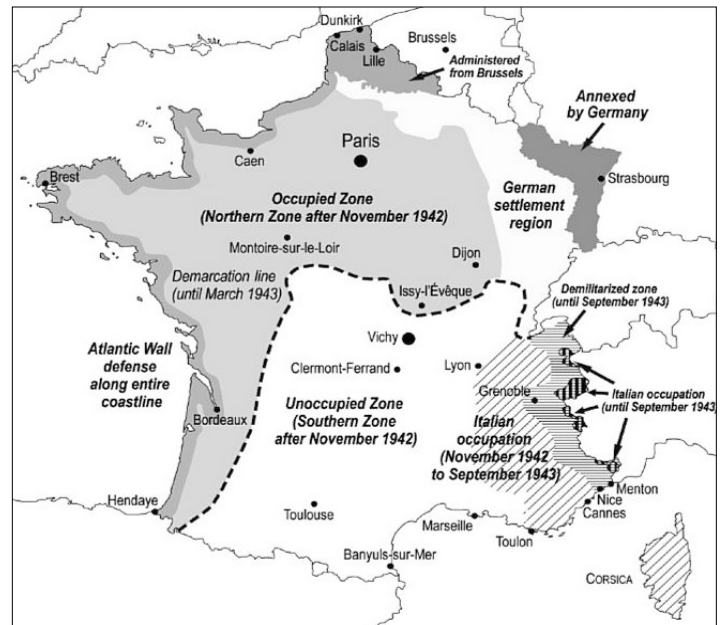 Dunkirk
Calais
Lille
Brussels
Administered
from Brussels
Annexed
by Germany
Strasbourg
Paris
Caen
Brest
Occupied Zone
(Northern Zone after November 1942)
German
settlement
region
Montoire-sur-le-Loir
Dijon
Demarcation line
(until March 1943)
Issy-l'Évêque
Demilitarized zone
(until September 1943)
Vichy
Atlantic Wall
defense
along entire
coastline
Clermont-Ferrand
Lyon
Grenoble
Italian occupation
(until September 1943)
Bordeaux
Unoccupied Zone
(Southern Zone
after November 1942)
Italian
occupation
(November 1942
to September 1943)
Menton
Nice
Cannes
Hendaye
Toulouse
Marseille
Toulon
Banyuls-sur-Mer
CORSICA